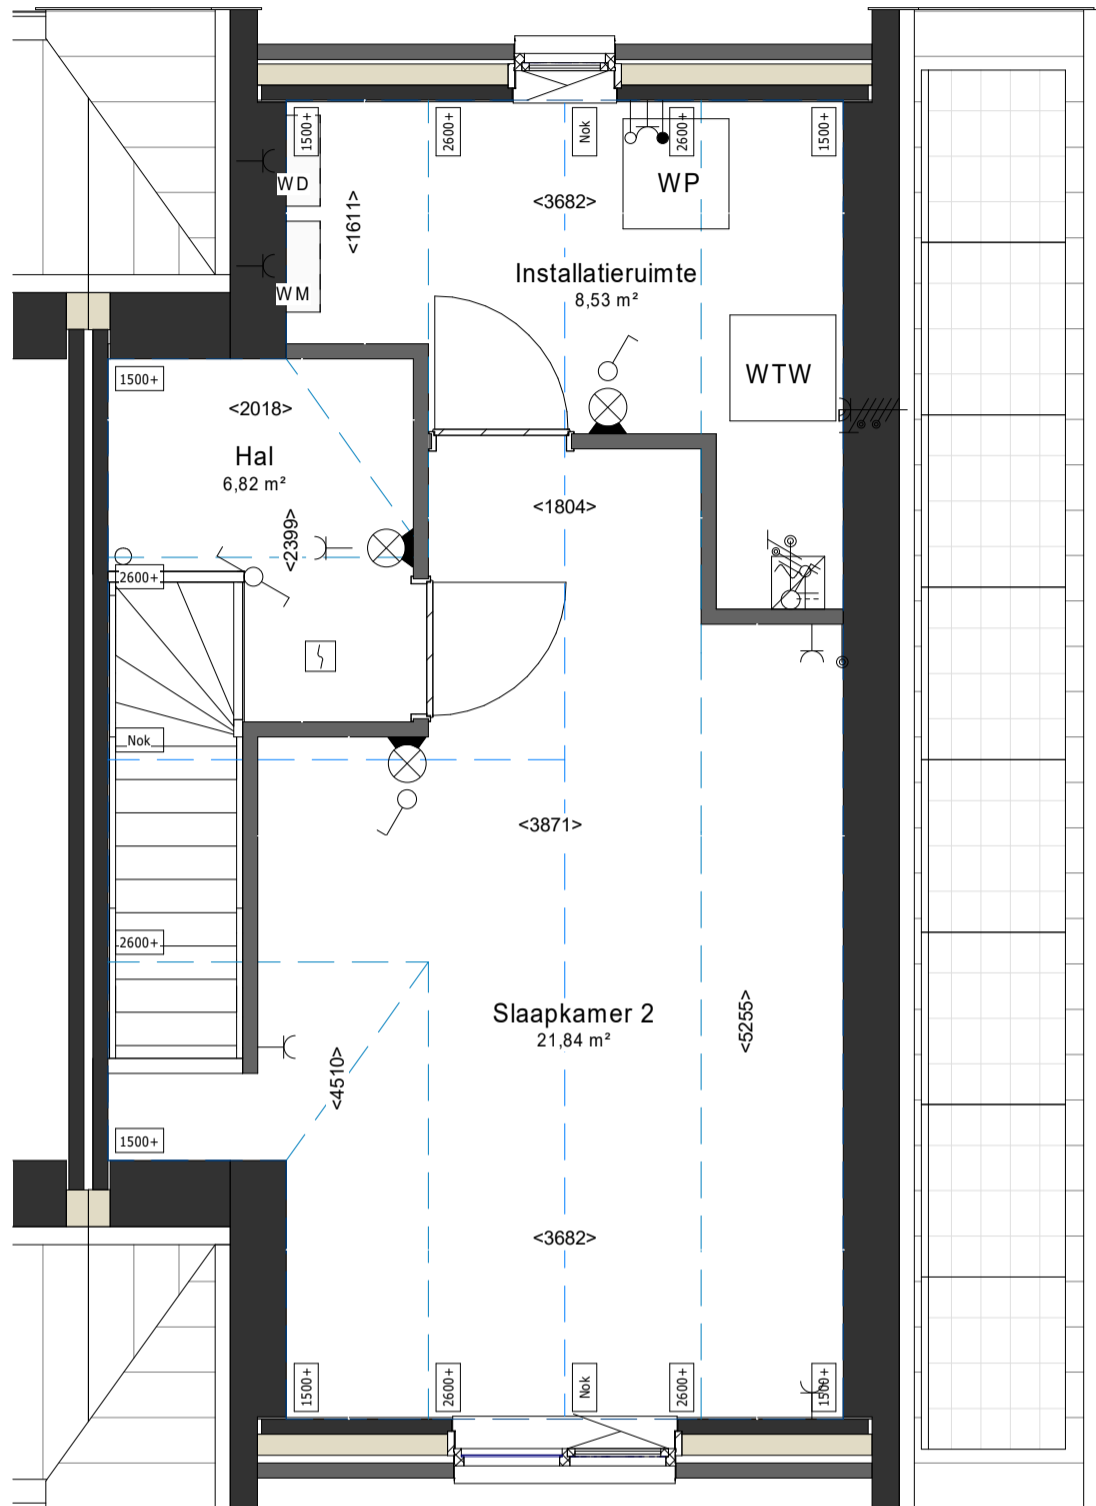 1500+
2600+
Nok
2600+
1500+
WD
WP
<3682>
<1611>
Installatieruimte
8,53 m²
WM
1500+
WTW
<2018>
Hal
6,82 m²
<1804>
<2399>
2600+
Nok
<3871>
2600+
Slaapkamer 2
21,84 m²
<5255>
<4510>
1500+
<3682>
1500+
2600+
Nok
2600+
1500+